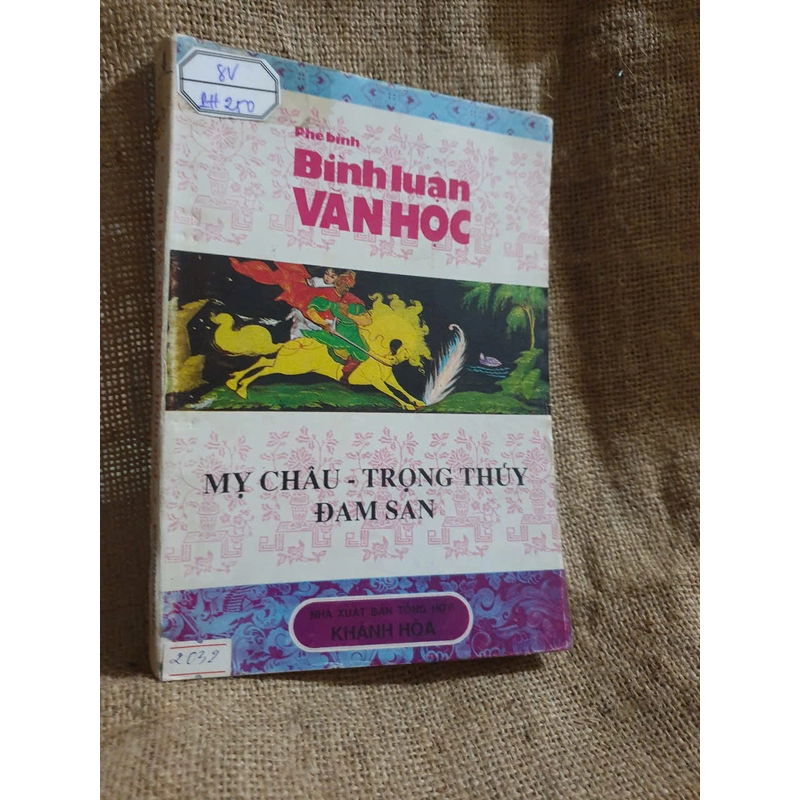 8V
PH 250
Phê bình
Bình luận
VĂN HỌC
MỴ CHÂU - TRỌNG THỦY
ĐAM SAN
NHÀ XUẤT BẢN TỔNG HỢP
KHÁNH HÒA
2032